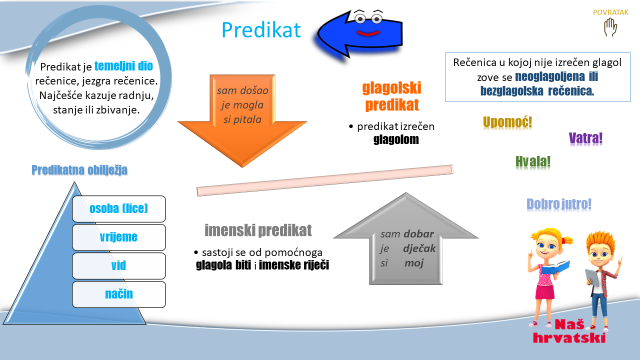 POVRATAK
Predikat
Predikat je temeljni dio
rečenice, jezgra rečenice.
Najčešće kazuje radnju,
stanje ili zbivanje.
sam došao
je mogla
si pitala
glagolski
predikat
• predikat izrečen
glagolom
Rečenica u kojoj nije izrečen glagol
zove se neoglagoljena ili
bezglagolska rečenica.
Upomoć!
Vatra!
Hvala!
Dobro jutro!
Predikatna obilježja
osoba (lice)
vrijeme
vid
način
imenski predikat
• sastoji se od pomoćnoga
glagola biti i imenske riječi
sam dobar
je dječak
si moj
Naš
hrvatski